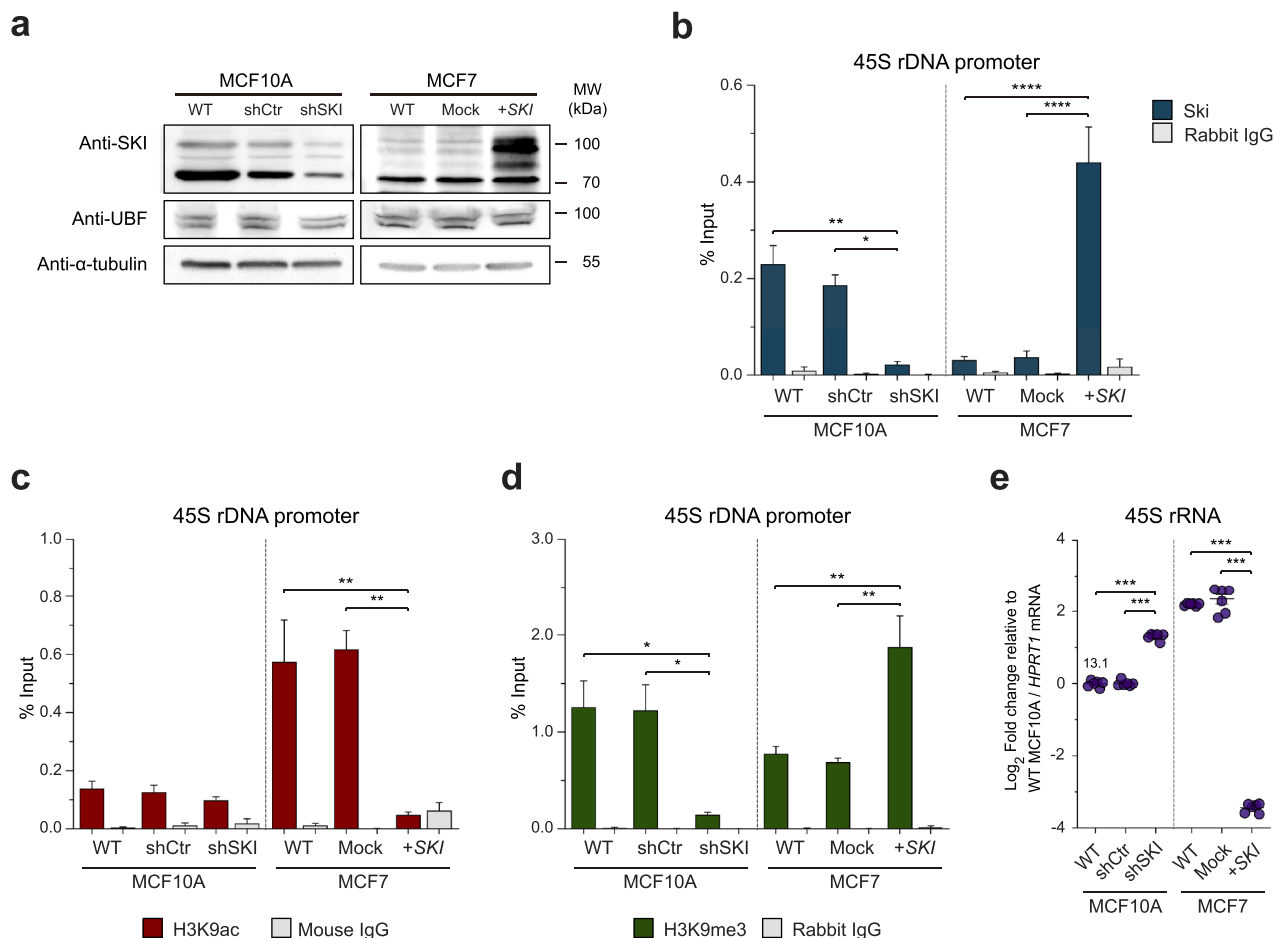 a
MCF10A
MCF7
MW
(kDa)
WT
shCtr
shSKI
WT
Mock
+SKI
Anti-SKI
100
70
Anti-UBF
100
Anti-α-tubulin
55
b
45S rDNA promoter
% Input
0.6
0.4
0.2
0.0
**
*
****
****
WT
shCtr
shSKI
WT
Mock
+SKI
MCF10A
MCF7
Ski
Rabbit IgG
c
45S rDNA promoter
% Input
1.0
0.8
0.6
0.4
0.2
0.0
**
**
WT
shCtr
shSKI
WT
Mock
+SKI
MCF10A
MCF7
H3K9ac
Mouse IgG
d
45S rDNA promoter
% Input
3.0
2.0
1.0
0.0
*
*
**
**
WT
shCtr
shSKI
WT
Mock
+SKI
MCF10A
MCF7
H3K9me3
Rabbit IgG
e
45S rRNA
Log2 Fold change relative to
WT MCF10A / HPRT1 mRNA
4
2
0
-2
-4
13.1
***
***
***
***
WT
shCtr
shSKI
WT
Mock
+SKI
MCF10A
MCF7